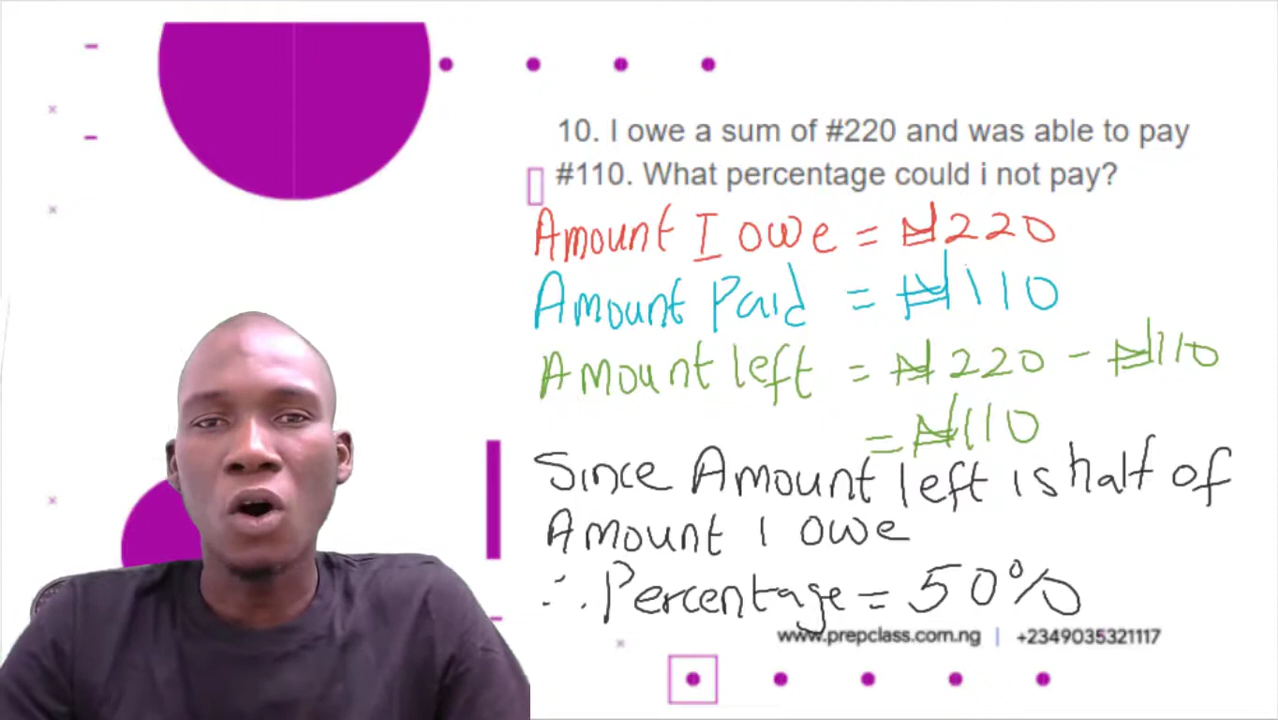 10. I owe a sum of #220 and was able to pay
#110. What percentage could i not pay?
Amount I owe = ₦220
Amount Paid = ₦110
Amount left = ₦220 - ₦110
= ₦110
Since Amount left is half of
Amount I owe
∴ Percentage = 50%
www.prepclass.com.ng | +2349035321117